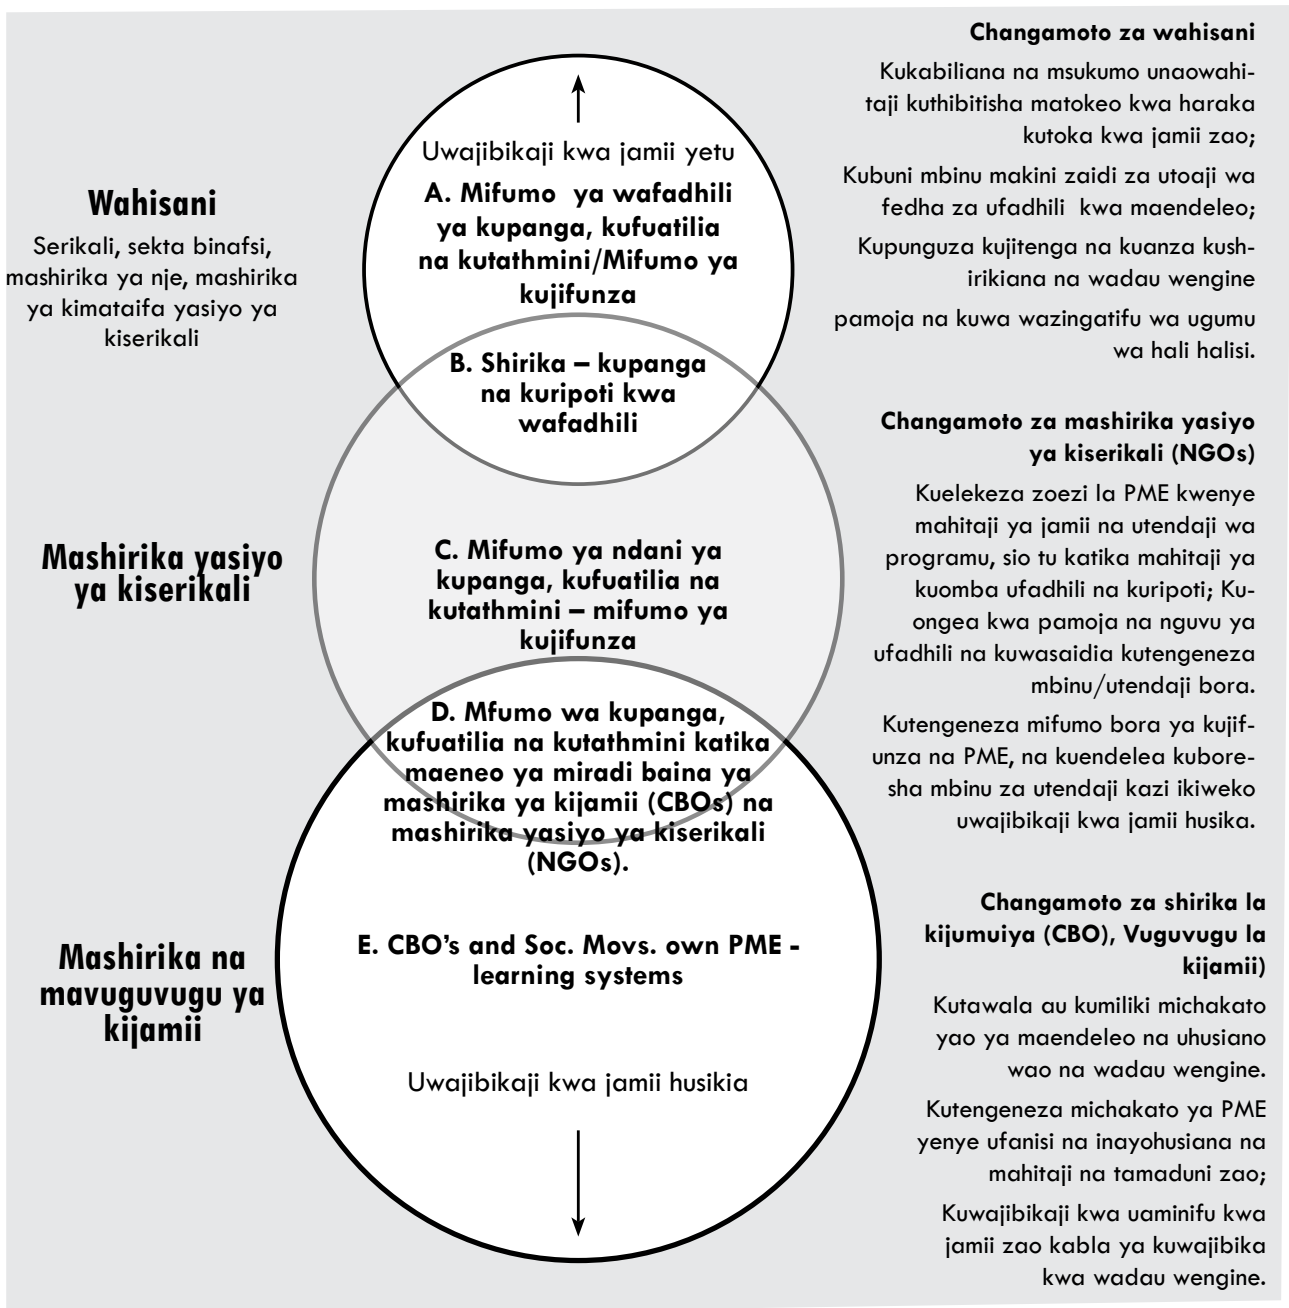 Wahisani
Serikali, sekta binafsi,
mashirika ya nje, mashirika
ya kimataifa yasiyo ya
kiserikali
Mashirika yasiyo
ya kiserikali
Mashirika na
mavuguvugu ya
kijamii
Uwajibikaji kwa jamii yetu
A. Mifumo ya wafadhili
ya kupanga, kufuatilia
na kutathmini/Mifumo ya
kujifunza
B. Shirika – kupanga
na kuripoti kwa
wafadhili
C. Mifumo ya ndani ya
kupanga, kufuatilia na
kutathmini – mifumo ya
kujifunza
D. Mfumo wa kupanga,
kufuatilia na kutathmini katika
maeneo ya miradi baina ya
mashirika ya kijamii (CBOs) na
mashirika yasiyo ya kiserikali
(NGOs).
E. CBO's and Soc. Movs. own PME -
learning systems
Uwajibikaji kwa jamii husikia
Changamoto za wahisani
Kukabiliana na msukumo unaowahi-
taji kuthibitisha matokeo kwa haraka
kutoka kwa jamii zao;
Kubuni mbinu makini zaidi za utoaji wa
fedha za ufadhili kwa maendeleo;
Kupunguza kujitenga na kuanza kush-
irikiana na wadau wengine
pamoja na kuwa wazingatifu wa ugumu
wa hali halisi.
Changamoto za mashirika yasiyo
ya kiserikali (NGOs)
Kuelekeza zoezi la PME kwenye
mahitaji ya jamii na utendaji wa
programu, sio tu katika mahitaji ya
kuomba ufadhili na kuripoti; Ku-
ongea kwa pamoja na nguvu ya
ufadhili na kuwasaidia kutengeneza
mbinu/utendaji bora.
Kutengeneza mifumo bora ya kujif-
unza na PME, na kuendelea kubore-
sha mbinu za utendaji kazi ikiweko
uwajibikaji kwa jamii husika.
Changamoto za shirika la
kijumuiya (CBO), Vuguvugu la
kijamii)
Kutawala au kumiliki michakato
yao ya maendeleo na uhusiano
wao na wadau wengine.
Kutengeneza michakato ya PME
yenye ufanisi na inayohusiana na
mahitaji na tamaduni zao;
Kuwajibikaji kwa uaminifu kwa
jamii zao kabla ya kuwajibika
kwa wadau wengine.